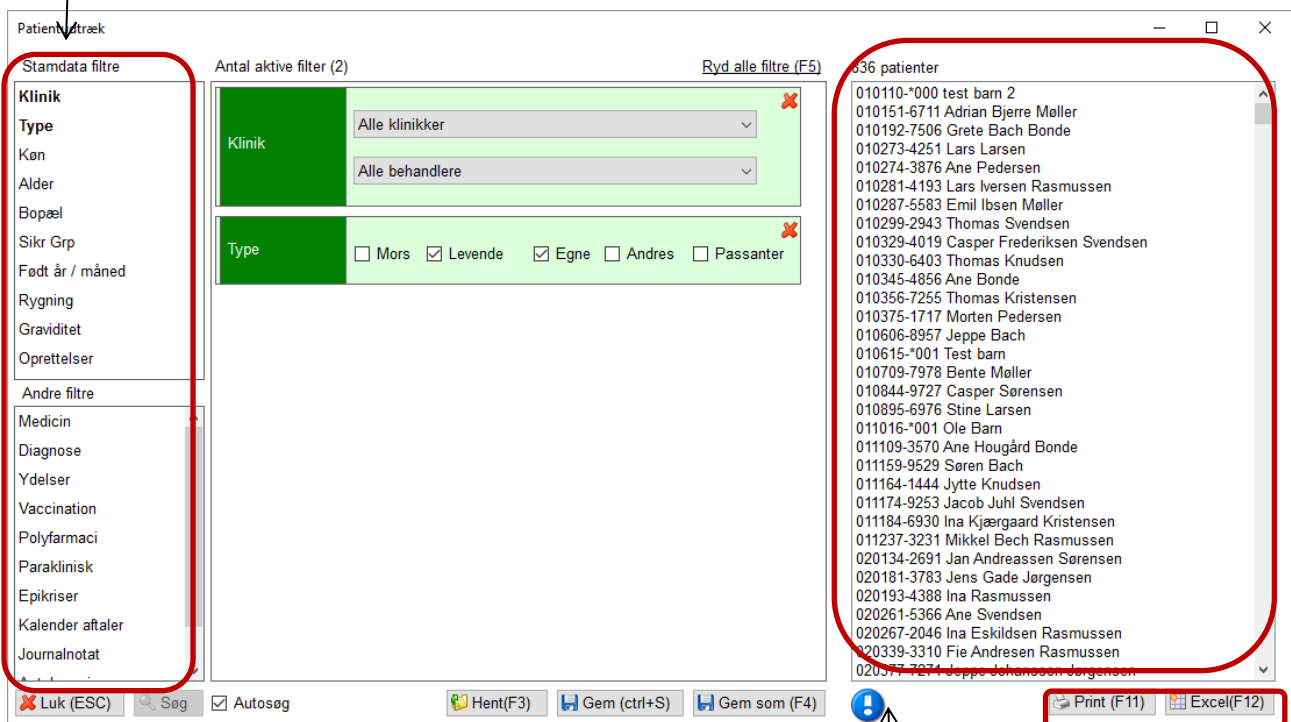 Patientudtræk
Stamdata filtre
Klinik
Type
Køn
Alder
Bopæl
Sikr Grp
Født år / måned
Rygning
Graviditet
Oprettelser
Andre filtre
Medicin
Diagnose
Ydelser
Vaccination
Polyfarmaci
Paraklinisk
Epikriser
Kalender aftaler
Journalnotat
Antal aktive filter (2)
Ryd alle filtre (F5)
Klinik
Alle klinikker
Alle behandlere
Type
Mors Levende Egne Andres Passanter
836 patienter
010110-*000 test barn 2
010151-6711 Adrian Bjerre Møller
010192-7506 Grete Bach Bonde
010273-4251 Lars Larsen
010274-3876 Ane Pedersen
010281-4193 Lars Iversen Rasmussen
010287-5583 Emil Ibsen Møller
010299-2943 Thomas Svendsen
010329-4019 Casper Frederiksen Svendsen
010330-6403 Thomas Knudsen
010345-4856 Ane Bonde
010356-7255 Thomas Kristensen
010375-1717 Morten Pedersen
010606-8957 Jeppe Bach
010615-*001 Test barn
010709-7978 Bente Møller
010844-9727 Casper Sørensen
010895-6976 Stine Larsen
011016-*001 Ole Barn
011109-3570 Ane Hougård Bonde
011159-9529 Søren Bach
011164-1444 Jytte Knudsen
011174-9253 Jacob Juhl Svendsen
011184-6930 Ina Kjærgaard Kristensen
011237-3231 Mikkel Bech Rasmussen
020134-2691 Jan Andreassen Sørensen
020181-3783 Jens Gade Jørgensen
020193-4388 Ina Rasmussen
020261-5366 Ane Svendsen
020267-2046 Ina Eskildsen Rasmussen
020339-3310 Fie Andresen Rasmussen
020377-7271 Jeppe Johanssen Jørgensen
Luk (ESC) Søg Autosøg Hent(F3) Gem (ctrl+S) Gem som (F4) Print (F11) Excel(F12)